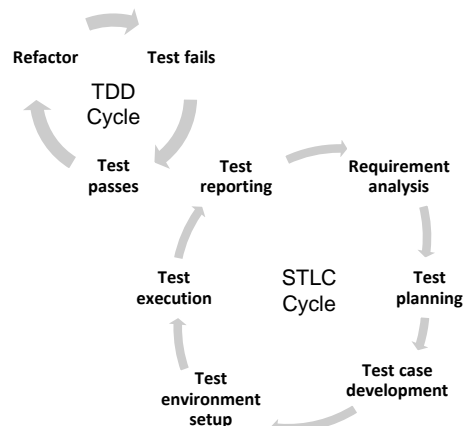 Refactor
Test fails
TDD
Cycle
Test
passes
Test
reporting
Requirement
analysis
Test
execution
STLC
Cycle
Test
planning
Test
environment
setup
Test case
development